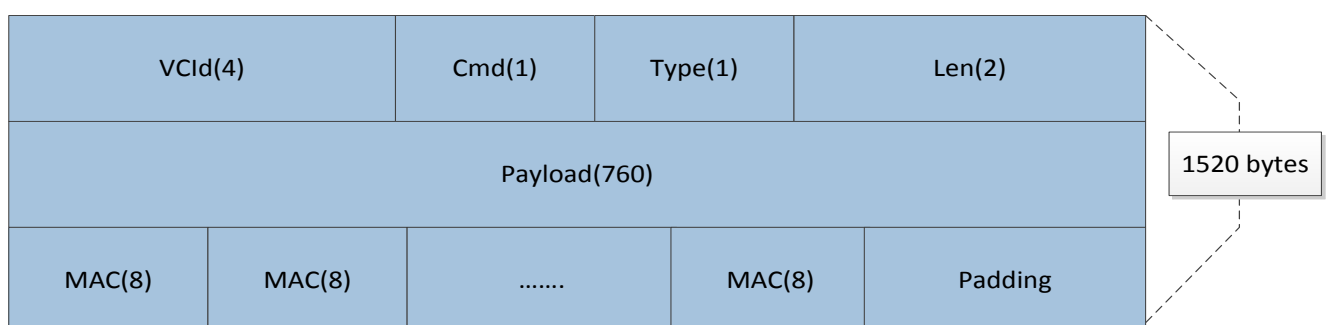 VCId(4) Cmd(1) Type(1) Len(2)
Payload(760)
1520 bytes
MAC(8) MAC(8) ....... MAC(8) Padding